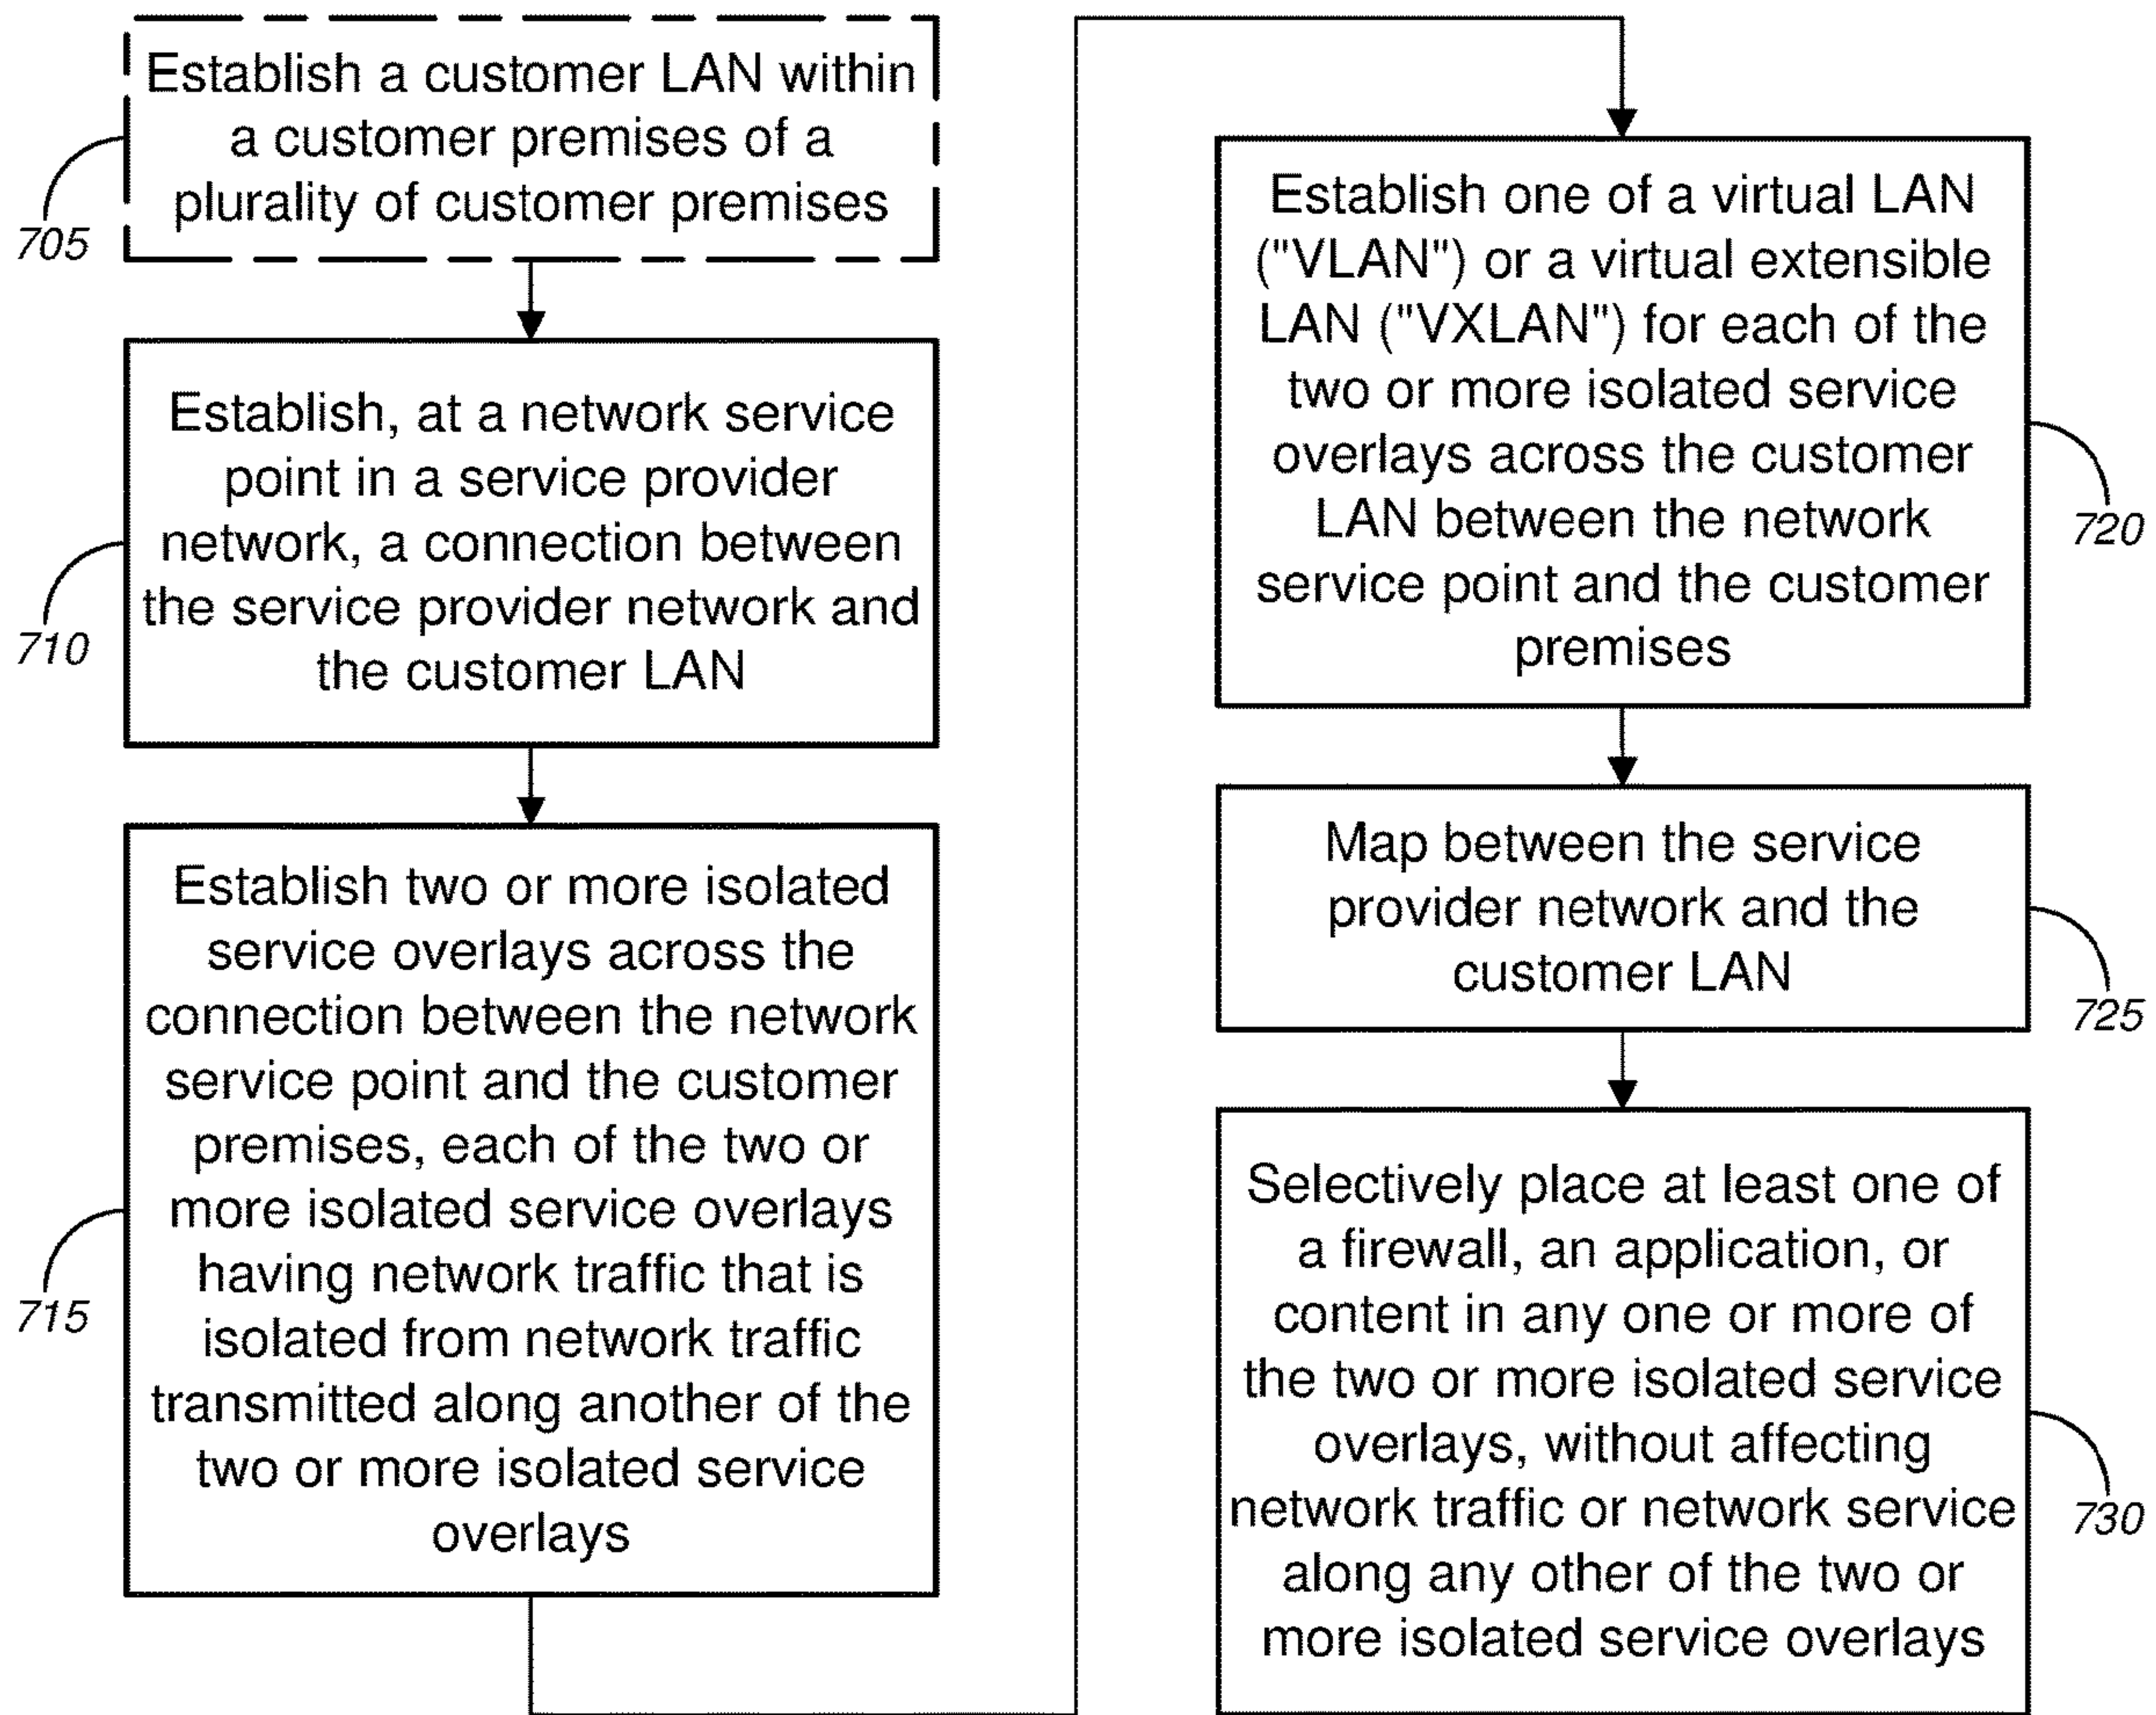 Establish a customer LAN within
a customer premises of a
plurality of customer premises
705
Establish, at a network service
point in a service provider
network, a connection between
the service provider network and
the customer LAN
710
Establish two or more isolated
service overlays across the
connection between the network
service point and the customer
premises, each of the two or
more isolated service overlays
having network traffic that is
isolated from network traffic
transmitted along another of the
two or more isolated service
overlays
715
Establish one of a virtual LAN
("VLAN") or a virtual extensible
LAN ("VXLAN") for each of the
two or more isolated service
overlays across the customer
LAN between the network
service point and the customer
premises
720
Map between the service
provider network and the
customer LAN
725
Selectively place at least one of
a firewall, an application, or
content in any one or more of
the two or more isolated service
overlays, without affecting
network traffic or network service
along any other of the two or
more isolated service overlays
730